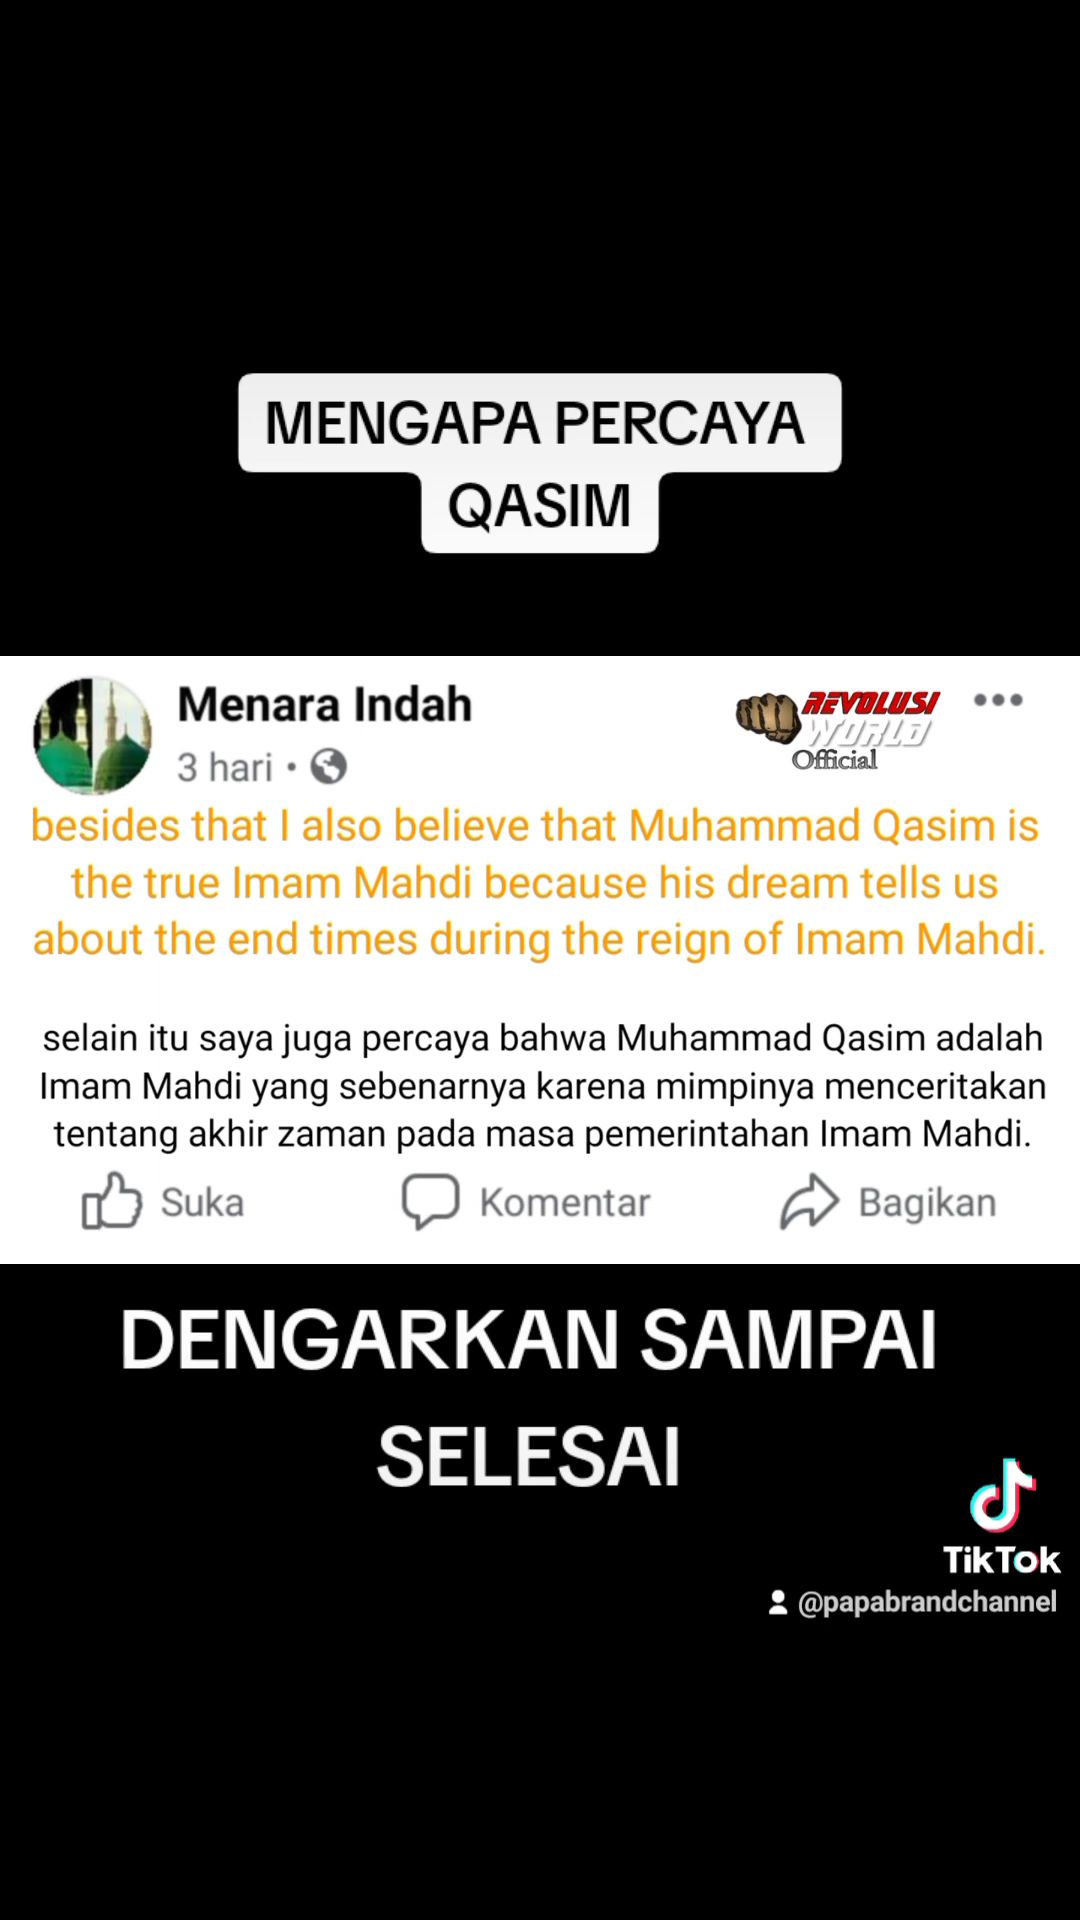 MENGAPA PERCAYA
QASIM
Menara Indah
REVOLUSI
WORLD
Official
3 hari •
besides that I also believe that Muhammad Qasim is
the true Imam Mahdi because his dream tells us
about the end times during the reign of Imam Mahdi.
selain itu saya juga percaya bahwa Muhammad Qasim adalah
Imam Mahdi yang sebenarnya karena mimpinya menceritakan
tentang akhir zaman pada masa pemerintahan Imam Mahdi.
Suka Komentar Bagikan
DENGARKAN SAMPAI
SELESAI
TikTok
@papabrandchannel